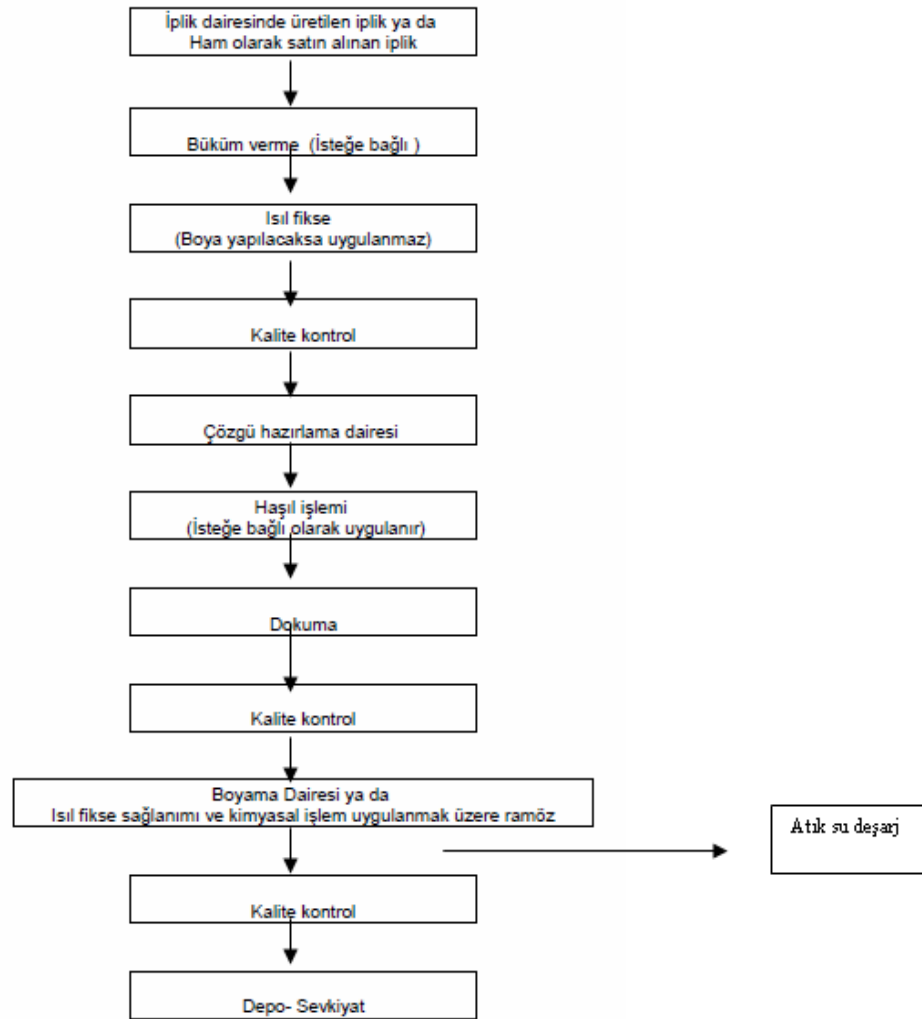 İplik dairesinde üretilen iplik ya da
Ham olarak satın alınan iplik
Büküm verme (İsteğe bağlı )
Isıl fikse
(Boya yapılacaksa uygulanmaz)
Kalite kontrol
Çözgü hazırlama dairesi
Haşıl işlemi
(İsteğe bağlı olarak uygulanır)
Dokuma
Kalite kontrol
Boyama Dairesi ya da
Isıl fikse sağlanımı ve kimyasal işlem uygulanmak üzere ramöz
Atık su deşarj
Kalite kontrol
Depo- Sevkiyat